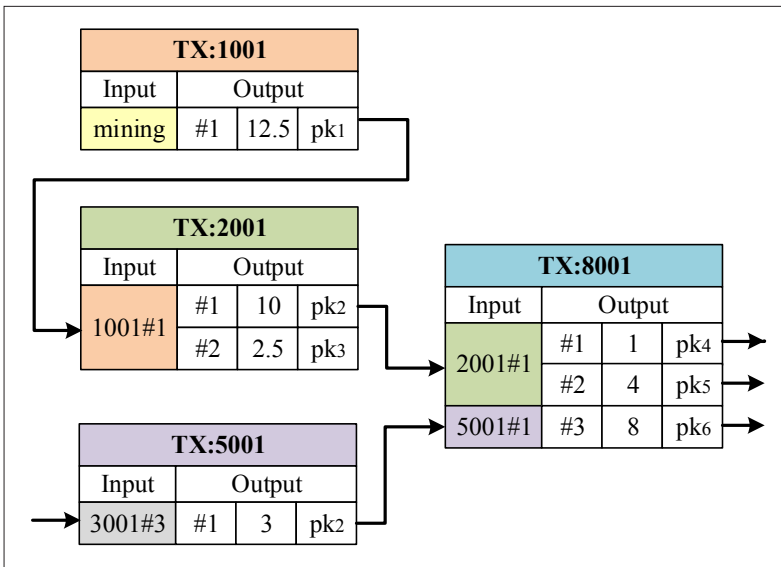 TX:1001
Input Output
mining #1 12.5 pk1
TX:2001
Input Output
1001#1 #1 10 pk2
#2 2.5 pk3
TX:5001
Input Output
3001#3 #1 3 pk2
TX:8001
Input Output
2001#1 #1 1 pk4
#2 4 pk5
5001#1 #3 8 pk6